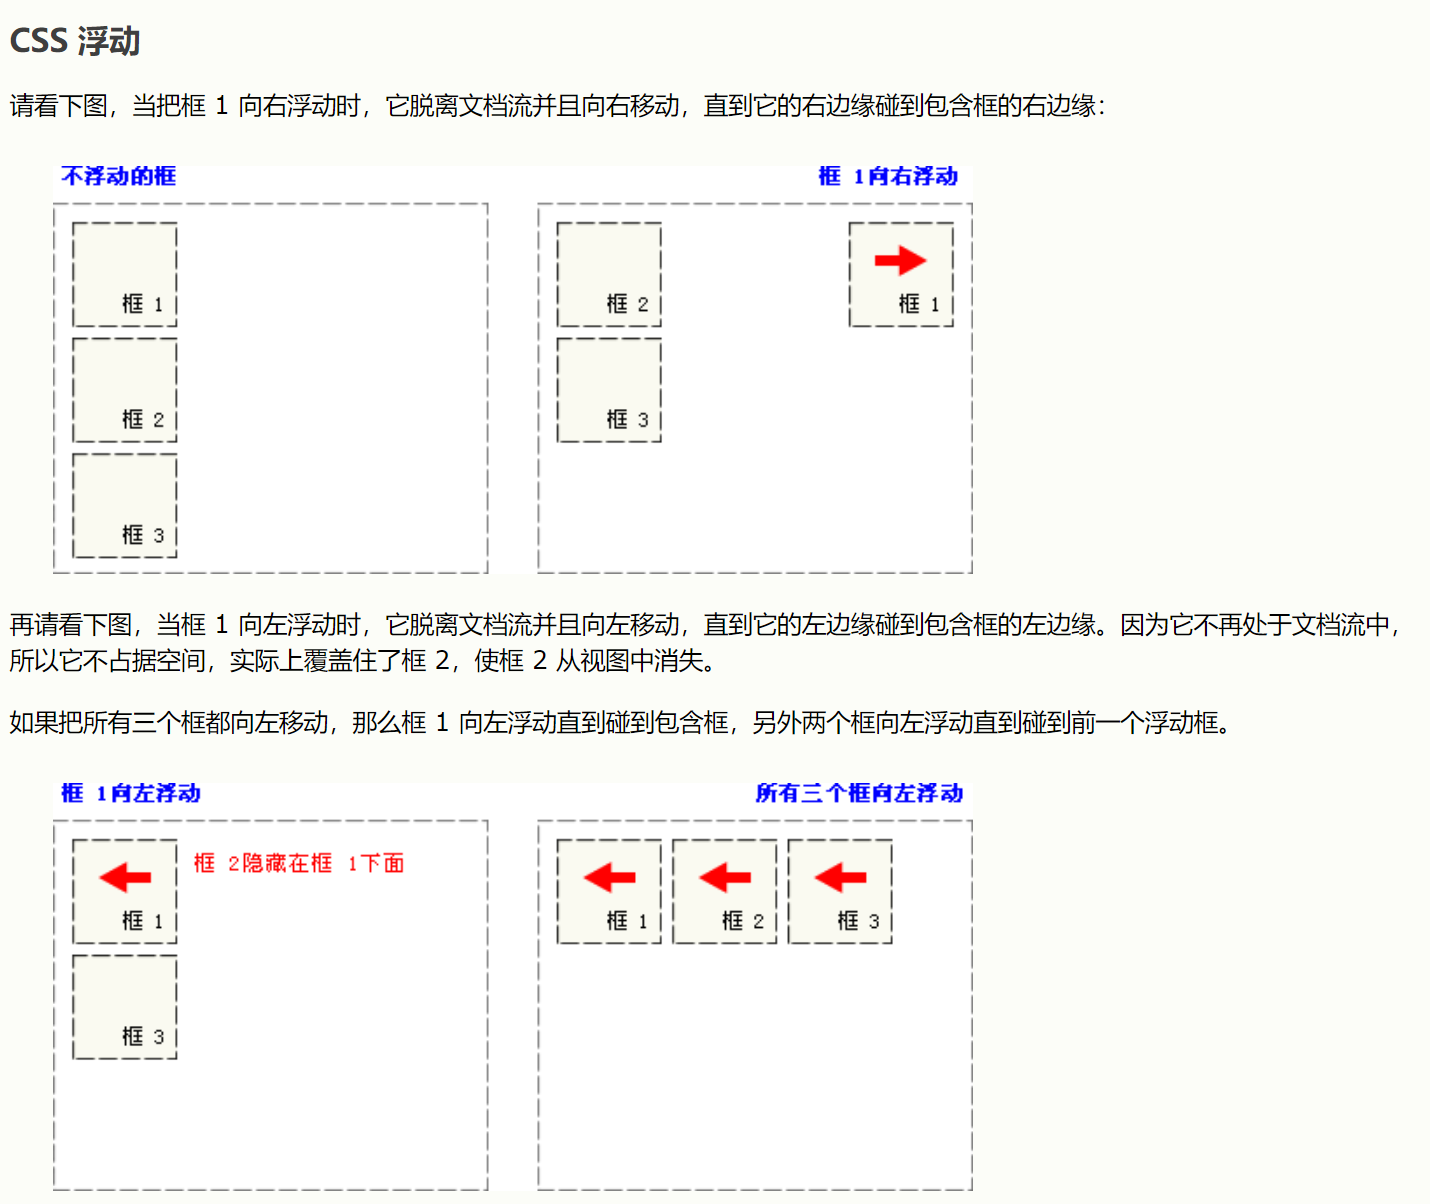 CSS 浮动
请看下图，当把框 1 向右浮动时，它脱离文档流并且向右移动，直到它的右边缘碰到包含框的右边缘：
不浮动的框
框 1向右浮动
框 1
框 2
框 3
框 2
框 1
框 3
再请看下图，当框 1 向左浮动时，它脱离文档流并且向左移动，直到它的左边缘碰到包含框的左边缘。因为它不再处于文档流中，
所以它不占据空间，实际上覆盖住了框 2，使框 2 从视图中消失。
如果把所有三个框都向左移动，那么框 1 向左浮动直到碰到包含框，另外两个框向左浮动直到碰到前一个浮动框。
框 1向左浮动
所有三个框向左浮动
框 2隐藏在框 1下面
框 1
框 3
框 1
框 2
框 3